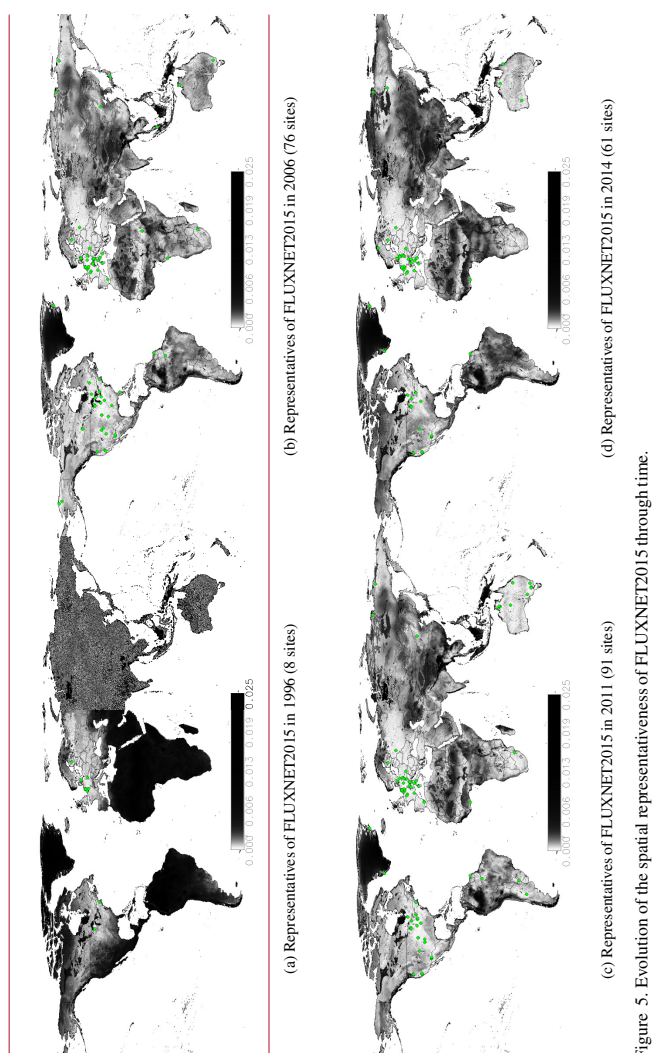 0.000 0.006 0.013 0.019 0.025
(a) Representatives of FLUXNET2015 in 1996 (8 sites)
0.000 0.006 0.013 0.019 0.025
(b) Representatives of FLUXNET2015 in 2006 (76 sites)
0.000 0.006 0.013 0.019 0.025
(c) Representatives of FLUXNET2015 in 2011 (91 sites)
0.000 0.006 0.013 0.019 0.025
(d) Representatives of FLUXNET2015 in 2014 (61 sites)
Figure 5. Evolution of the spatial representativeness of FLUXNET2015 through time.